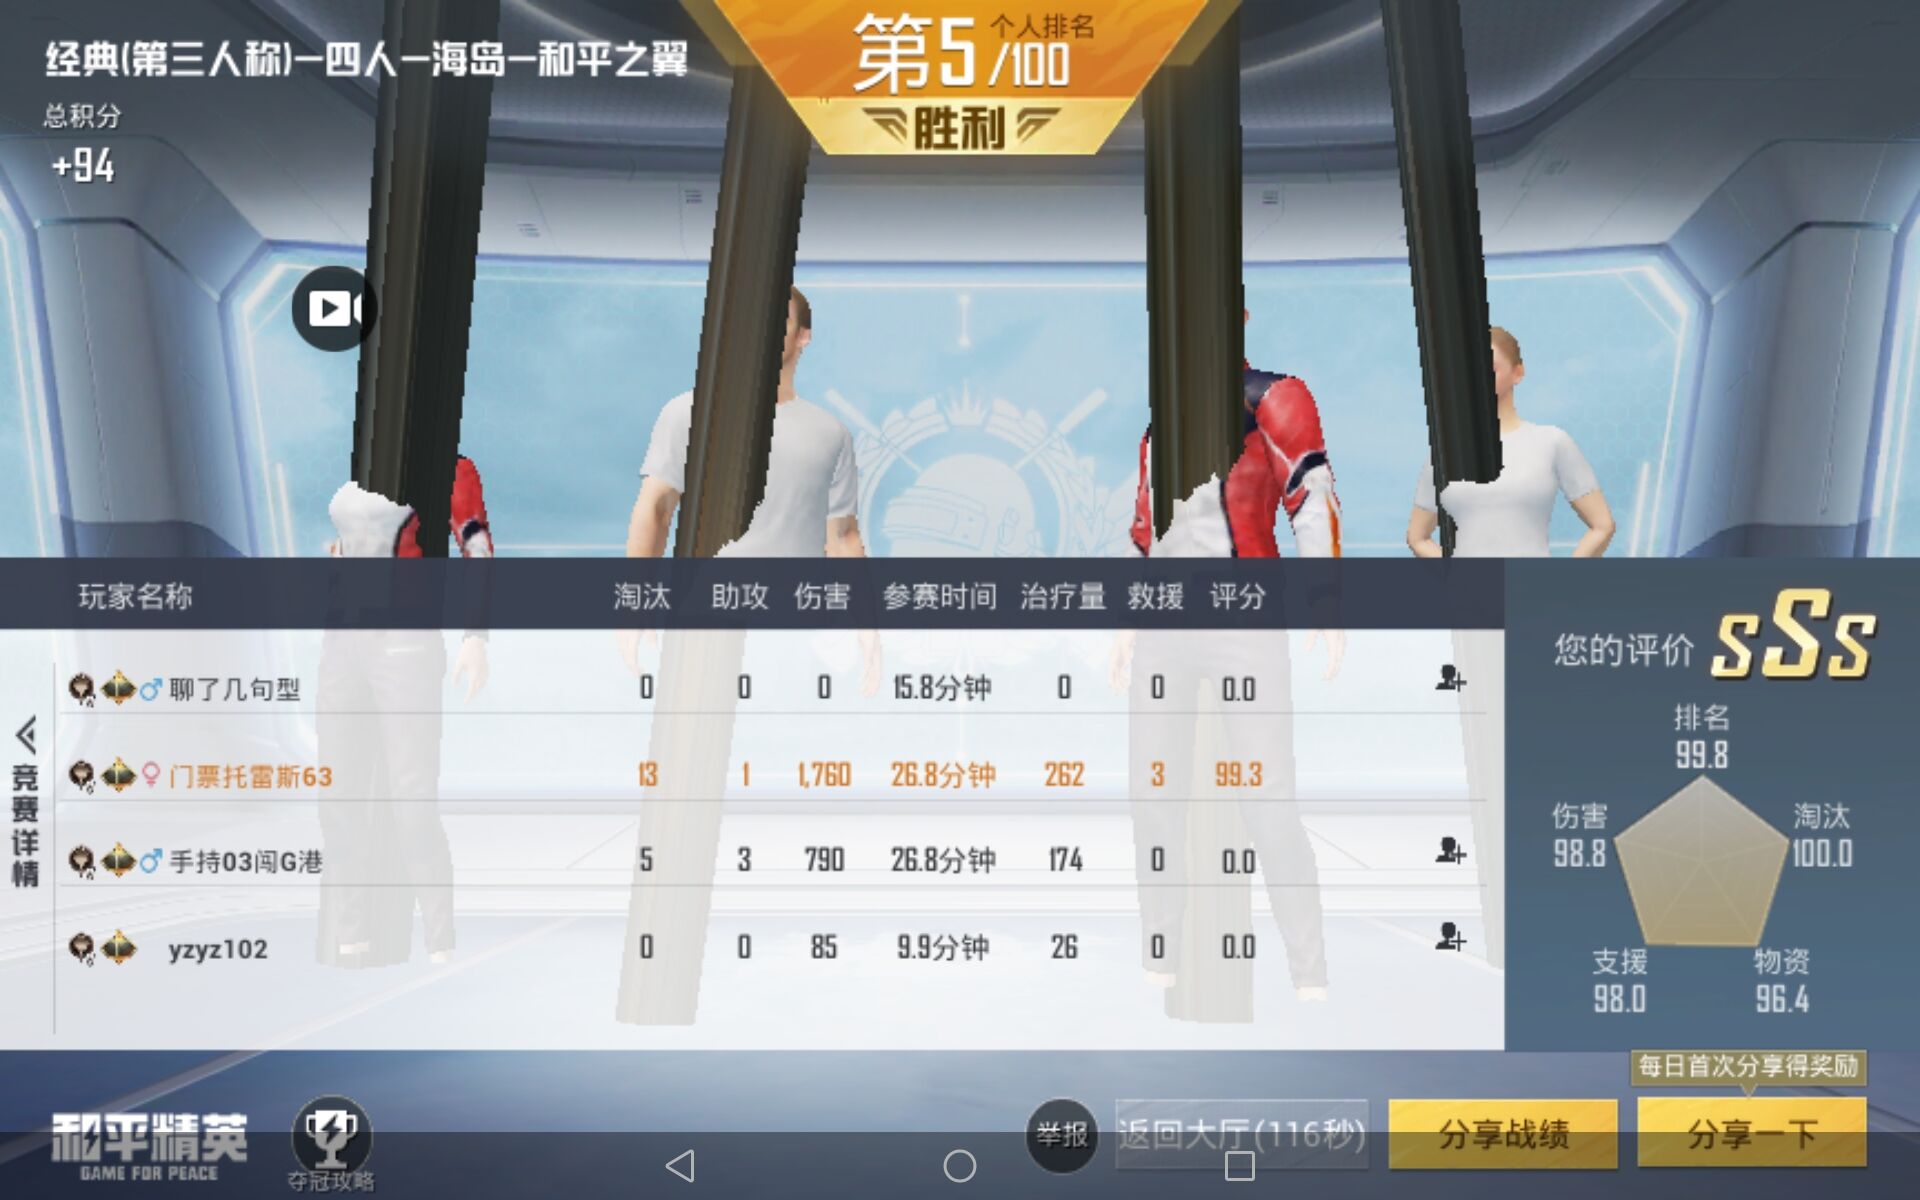 经典(第三人称)—四人—海岛—和平之翼
总积分
+94
第5/100
个人排名
胜利
玩家名称 淘汰 助攻 伤害 参赛时间 治疗量 救援 评分
聊了几句型 0 0 0 15.8分钟 0 0 0.0
门票托雷斯63 13 1 1,760 26.8分钟 262 3 99.3
手持03闯G港 5 3 790 26.8分钟 174 0 0.0
yzyz102 0 0 85 9.9分钟 26 0 0.0
竞赛详情
您的评价 SSS
排名
99.8
伤害
98.8
淘汰
100.0
支援
98.0
物资
96.4
每日首次分享得奖励
和平精英
GAME FOR PEACE
夺冠攻略
举报
返回大厅(116秒)
分享战绩
分享一下